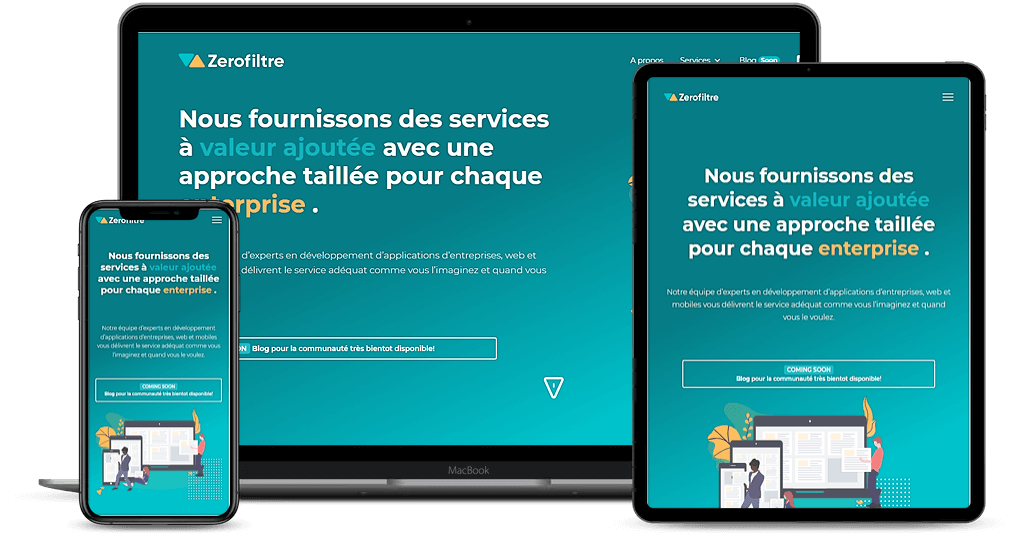 Zerofiltre
A propos Services Blog Soon
Nous fournissons des services
à valeur ajoutée avec une
approche taillée pour chaque
enterprise .
d'experts en développement d'applications d'entreprises, web et
délivrent le service adéquat comme vous l'imaginez et quand vous
ON Blog pour la communauté très bientot disponible!
MacBook
Zerofiltre
Nous fournissons des
services à valeur ajoutée
avec une approche taillée
pour chaque enterprise .
Notre équipe d'experts en développement
d'applications d'entreprises, web et mobiles
vous délivrent le service adéquat comme vous
l'imaginez et quand vous le voulez.
COMING SOON
Blog pour la communauté très bientot disponible!
Zerofiltre
Nous fournissons des
services à valeur ajoutée
avec une approche taillée
pour chaque enterprise .
Notre équipe d'experts en développement d'applications d'entreprises, web et
mobiles vous délivrent le service adéquat comme vous l'imaginez et quand
vous le voulez.
COMING SOON
Blog pour la communauté très bientot disponible!